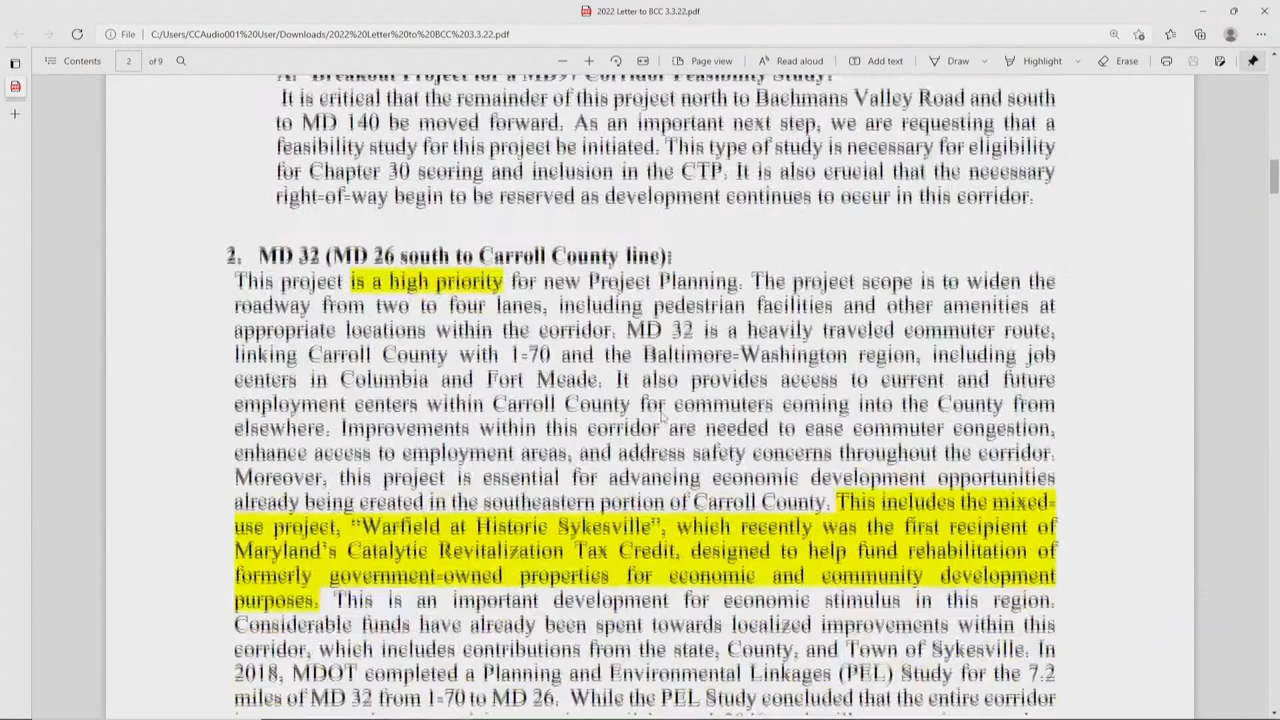 2022 Letter to BCC 3.3.22.pdf
File C:/Users/CCAudio001%20User/Downloads/2022%20Letter%20to%20BCC%203.3.22.pdf
Contents 2 of 9 Page view Read aloud Add text Draw Highlight Erase
A. Breakout Project for a MD97 Corridor Feasibility Study:
It is critical that the remainder of this project north to Bachmans Valley Road and south
to MD 140 be moved forward. As an important next step, we are requesting that a
feasibility study for this project be initiated. This type of study is necessary for eligibility
for Chapter 30 scoring and inclusion in the CTP. It is also crucial that the necessary
right-of-way begin to be reserved as development continues to occur in this corridor.
2. MD 32 (MD 26 south to Carroll County line):
This project is a high priority for new Project Planning. The project scope is to widen the
roadway from two to four lanes, including pedestrian facilities and other amenities at
appropriate locations within the corridor. MD 32 is a heavily traveled commuter route,
linking Carroll County with I-70 and the Baltimore-Washington region, including job
centers in Columbia and Fort Meade. It also provides access to current and future
employment centers within Carroll County for commuters coming into the County from
elsewhere. Improvements within this corridor are needed to ease commuter congestion,
enhance access to employment areas, and address safety concerns throughout the corridor.
Moreover, this project is essential for advancing economic development opportunities
already being created in the southeastern portion of Carroll County. This includes the mixed-
use project, “Warfield at Historic Sykesville”, which recently was the first recipient of
Maryland’s Catalytic Revitalization Tax Credit, designed to help fund rehabilitation of
formerly government-owned properties for economic and community development
purposes. This is an important development for economic stimulus in this region.
Considerable funds have already been spent towards localized improvements within this
corridor, which includes contributions from the state, County, and Town of Sykesville. In
2018, MDOT completed a Planning and Environmental Linkages (PEL) Study for the 7.2
miles of MD 32 from I-70 to MD 26. While the PEL Study concluded that the entire corridor